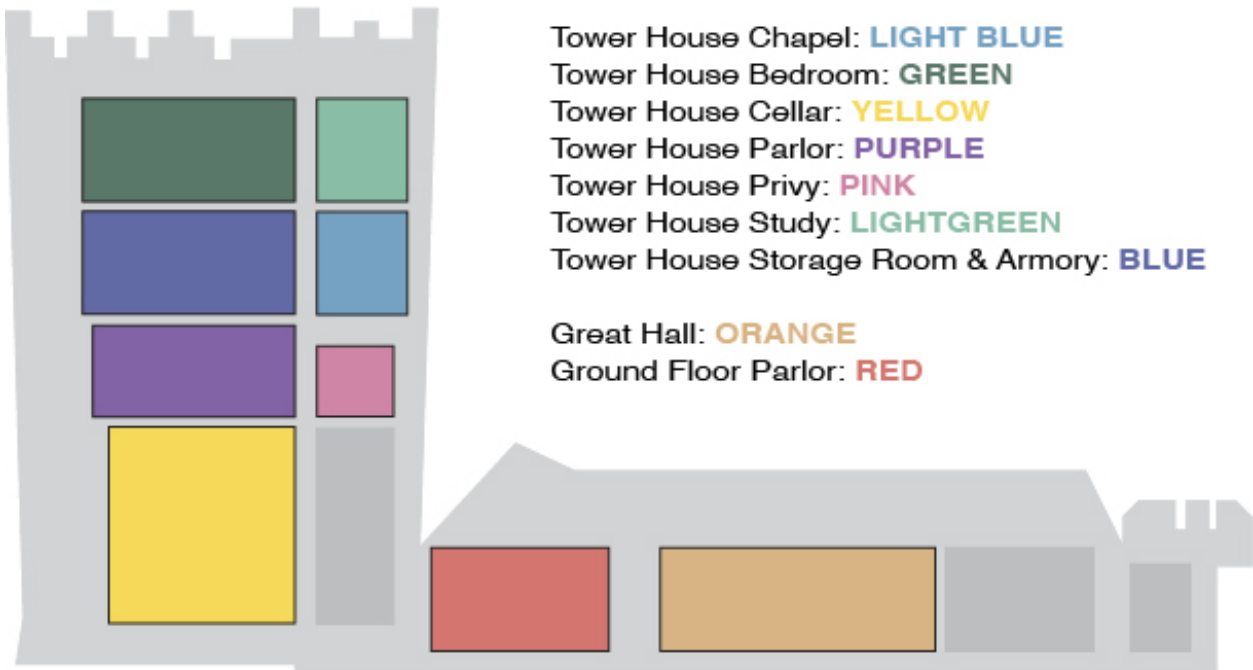 Tower House Chapel: LIGHT BLUE
Tower House Bedroom: GREEN
Tower House Cellar: YELLOW
Tower House Parlor: PURPLE
Tower House Privy: PINK
Tower House Study: LIGHTGREEN
Tower House Storage Room & Armory: BLUE
Great Hall: ORANGE
Ground Floor Parlor: RED